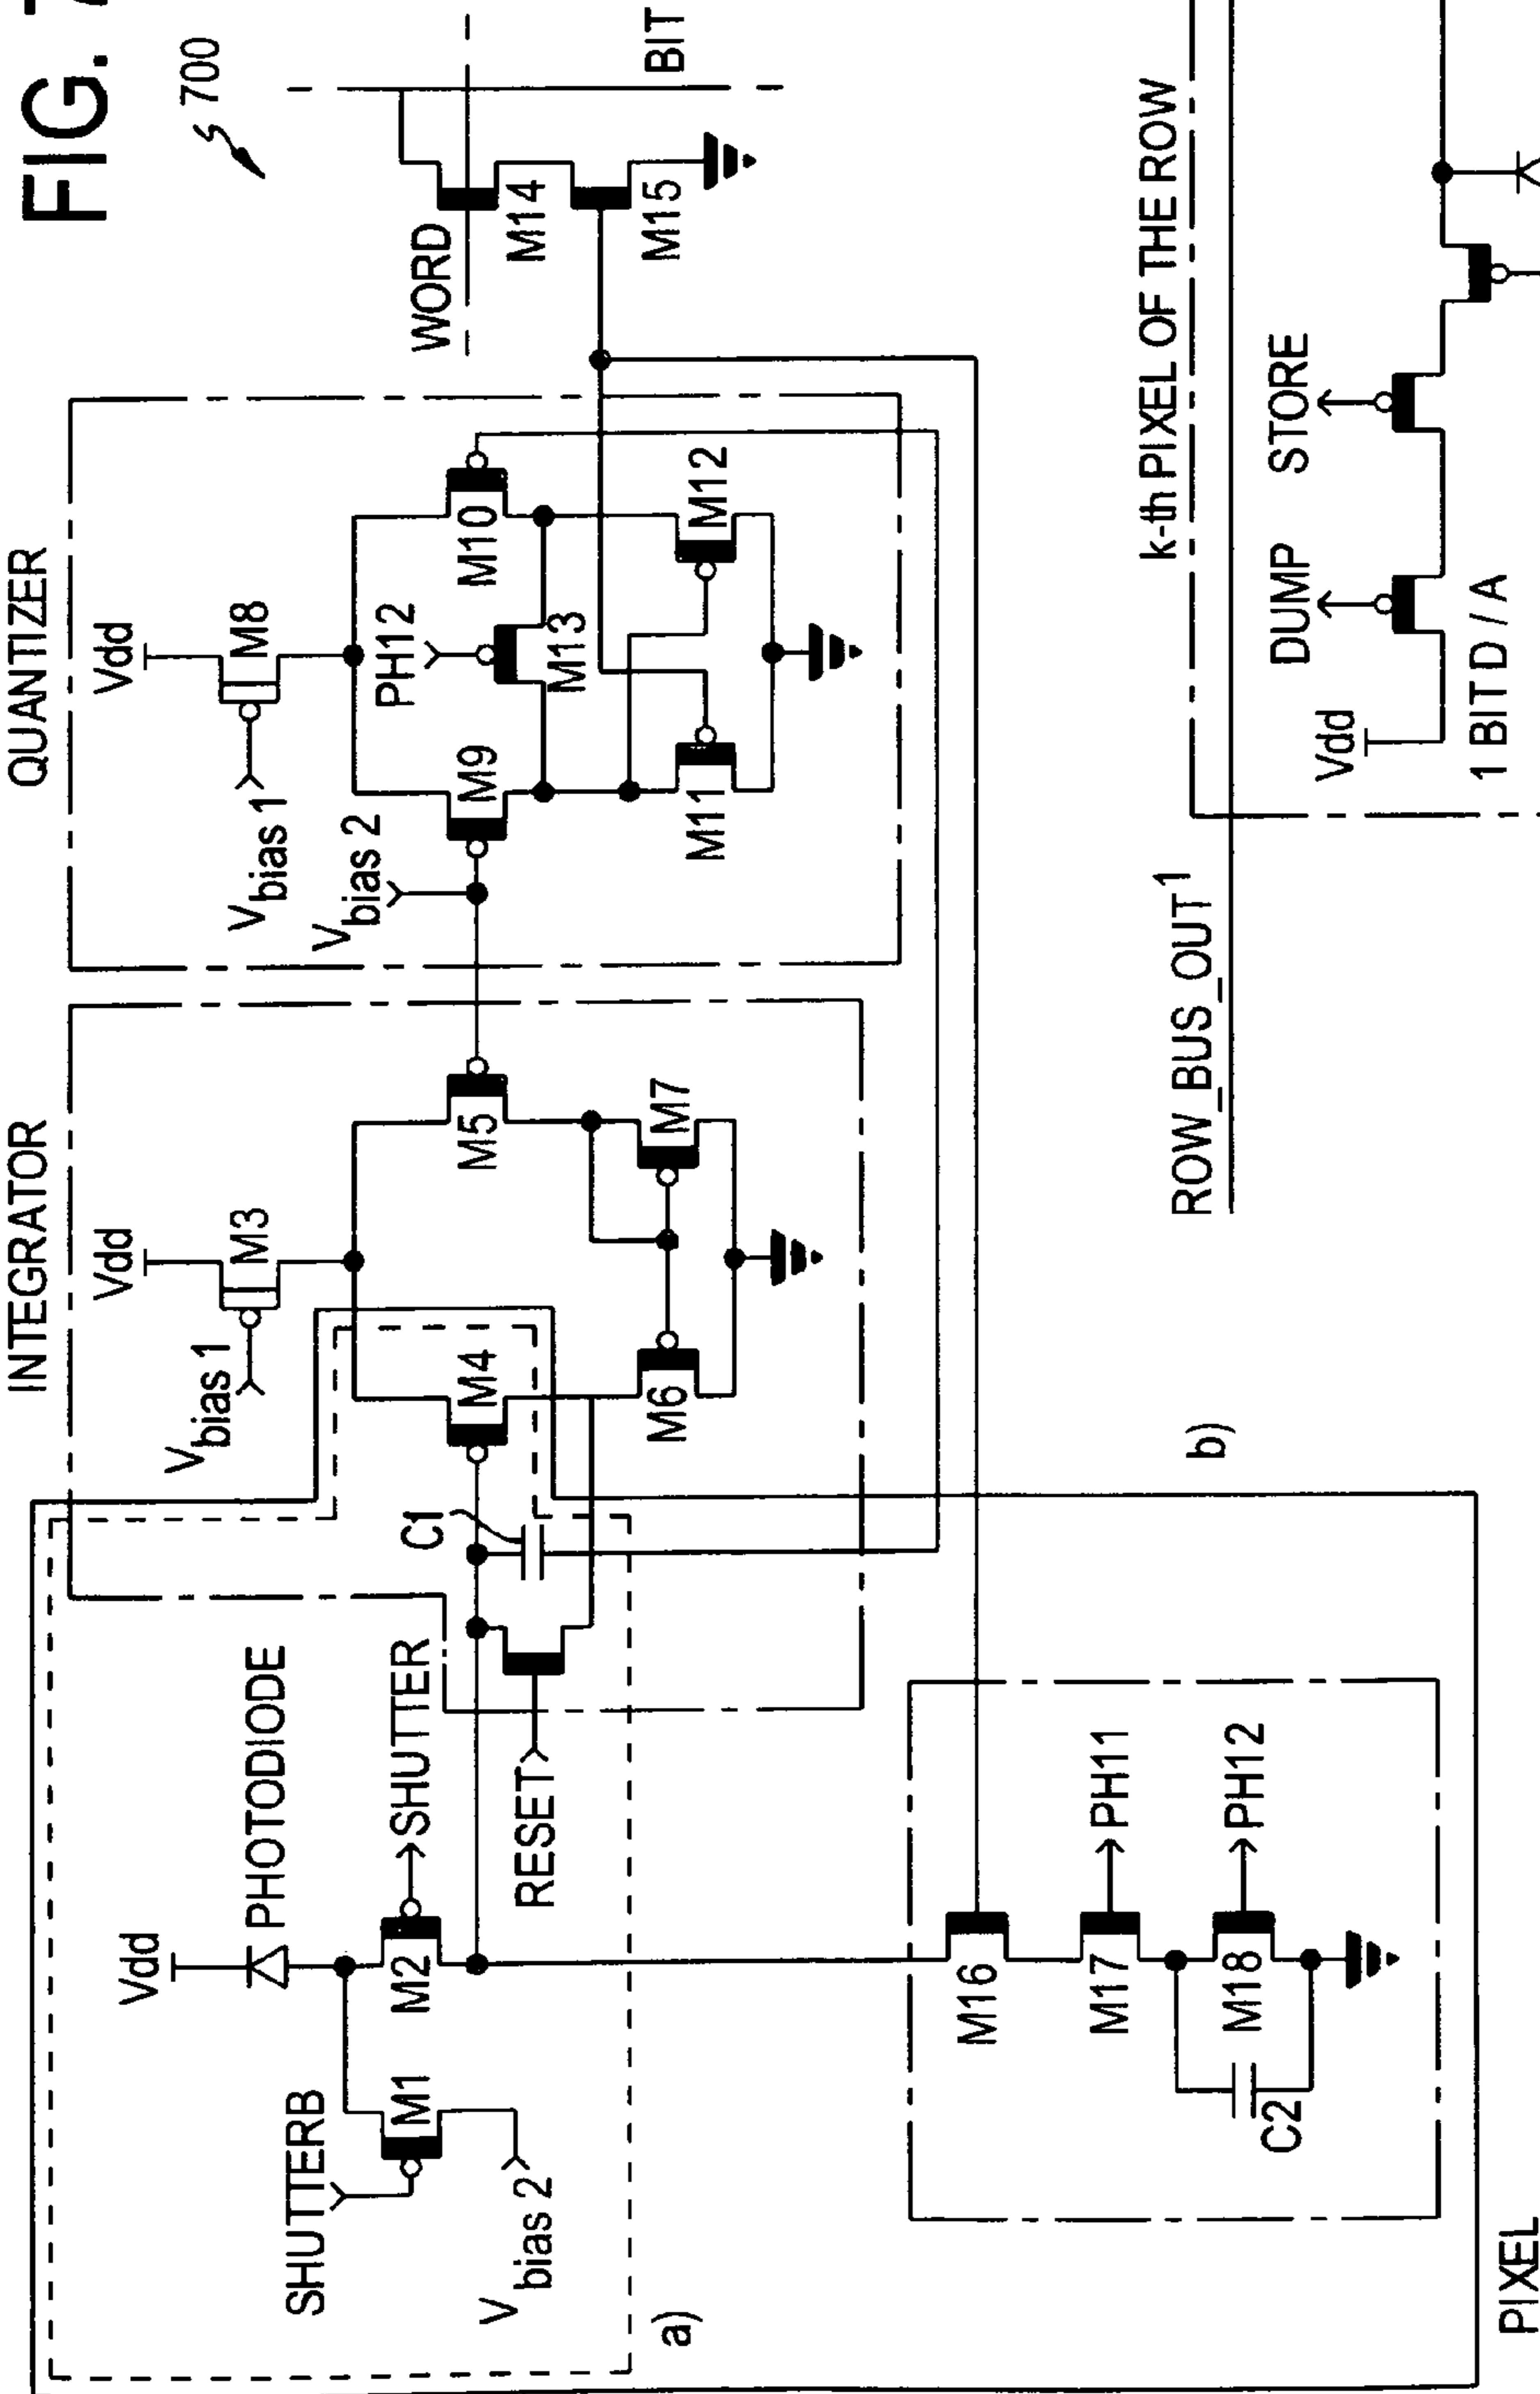 FIG. 7
700
QUANTIZER
INTEGRATOR
Vdd
M8
Vbias 1
Vbias 2
PH12
M9
M10
M13
M11
M12
WORD
BIT
M14
M15
Vdd
M3
Vbias 1
M4
M5
M6
M7
C1
Vdd
PHOTODIODE
SHUTTER
SHUTTERB
M1
M2
Vbias 2
RESET
a)
M16
M17
PH11
M18
PH12
C2
PIXEL
b)
ROW_BUS_OUT1
k-th PIXEL OF THE ROW
DUMP
STORE
Vdd
1 BIT D / A